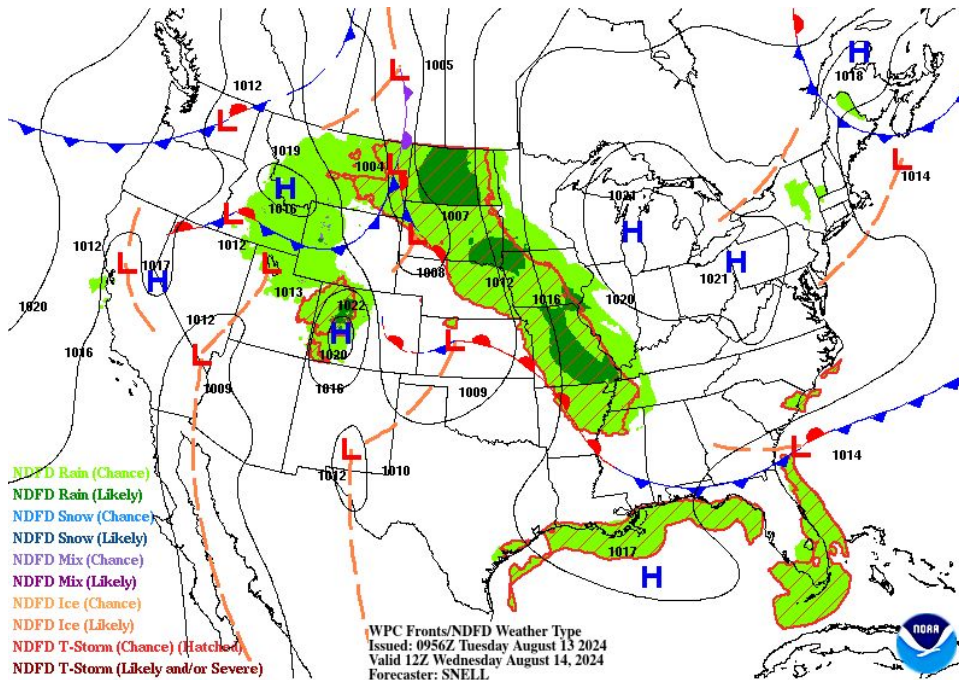 1012
1005
H
1018
L
L
1019
1004
L
L
1014
H
1016
1007
1021
L
1012
1012
L
H
1017
H
L
L
1008
H
1021
1013
1012
1020
1022
1016
1020
1012
H
L
1020
1016
L
1016
1009
1009
L
1012
1010
L
1014
1017
H
NDFD Rain (Chance)
NDFD Rain (Likely)
NDFD Snow (Chance)
NDFD Snow (Likely)
NDFD Mix (Chance)
NDFD Mix (Likely)
NDFD Ice (Chance)
NDFD Ice (Likely)
NDFD T-Storm (Chance) (Hatched)
NDFD T-Storm (Likely and/or Severe)
WPC Fronts/NDFD Weather Type
Issued: 0956Z Tuesday August 13 2024
Valid 12Z Wednesday August 14, 2024
Forecaster: SNELL
NOAA